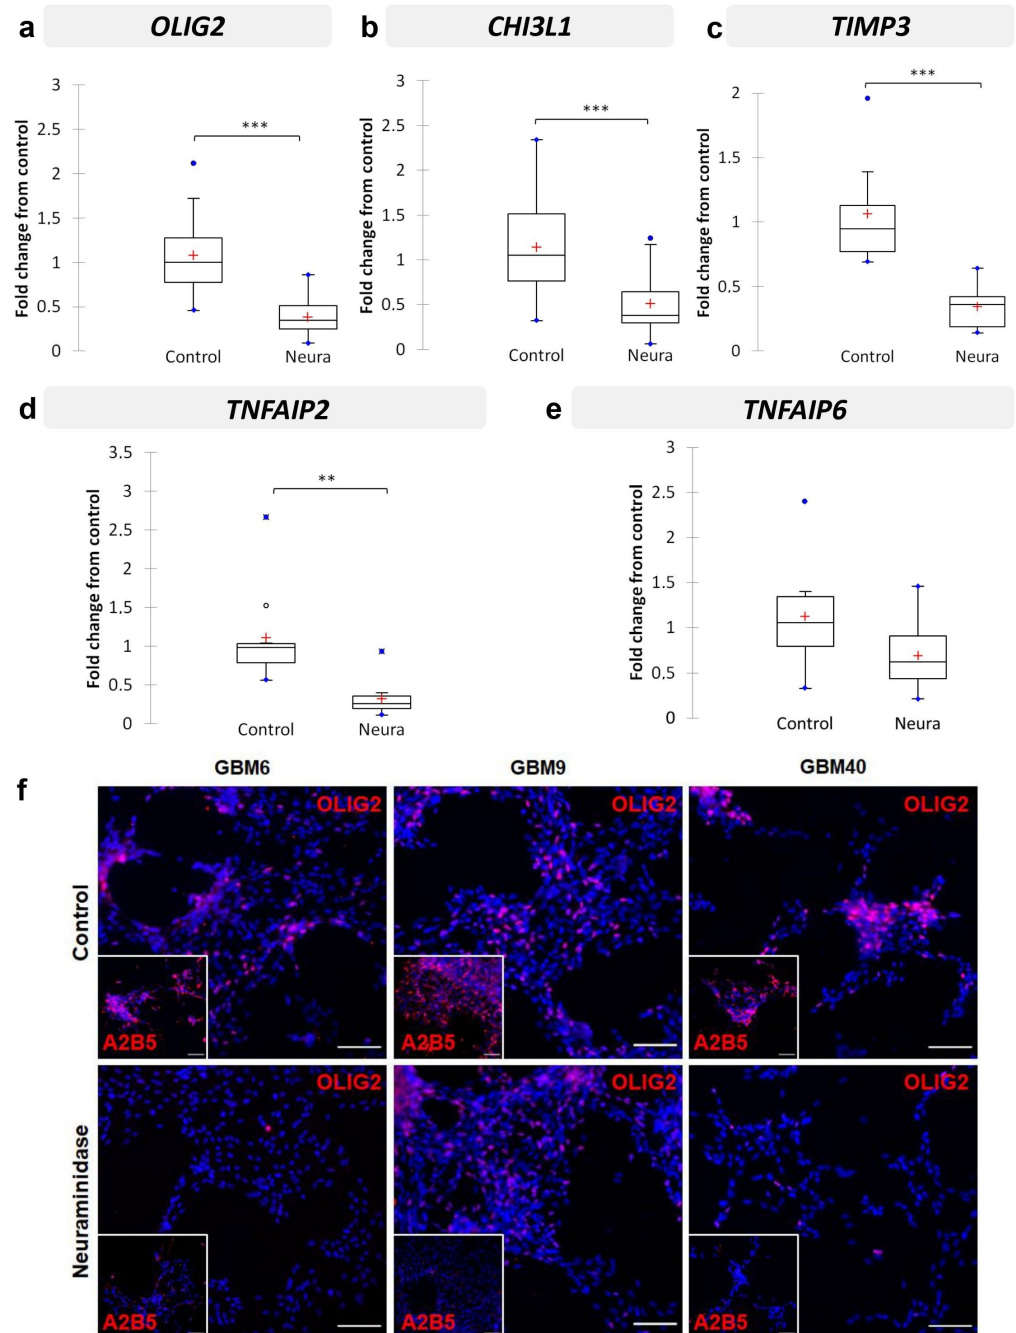 a OLIG2
b CHI3L1
c TIMP3
Fold change from control
3
2.5
2
1.5
1
0.5
0
***
Control Neura
Fold change from control
3
2.5
2
1.5
1
0.5
0
***
Control Neura
Fold change from control
2
1.5
1
0.5
0
***
Control Neura
d TNFAIP2
e TNFAIP6
Fold change from control
3.5
3
2.5
2
1.5
1
0.5
0
**
Control Neura
Fold change from control
3
2.5
2
1.5
1
0.5
0
Control Neura
f
GBM6 GBM9 GBM40
Control
OLIG2 OLIG2 OLIG2
A2B5 A2B5 A2B5
Neuraminidase
OLIG2 OLIG2 OLIG2
A2B5 A2B5 A2B5